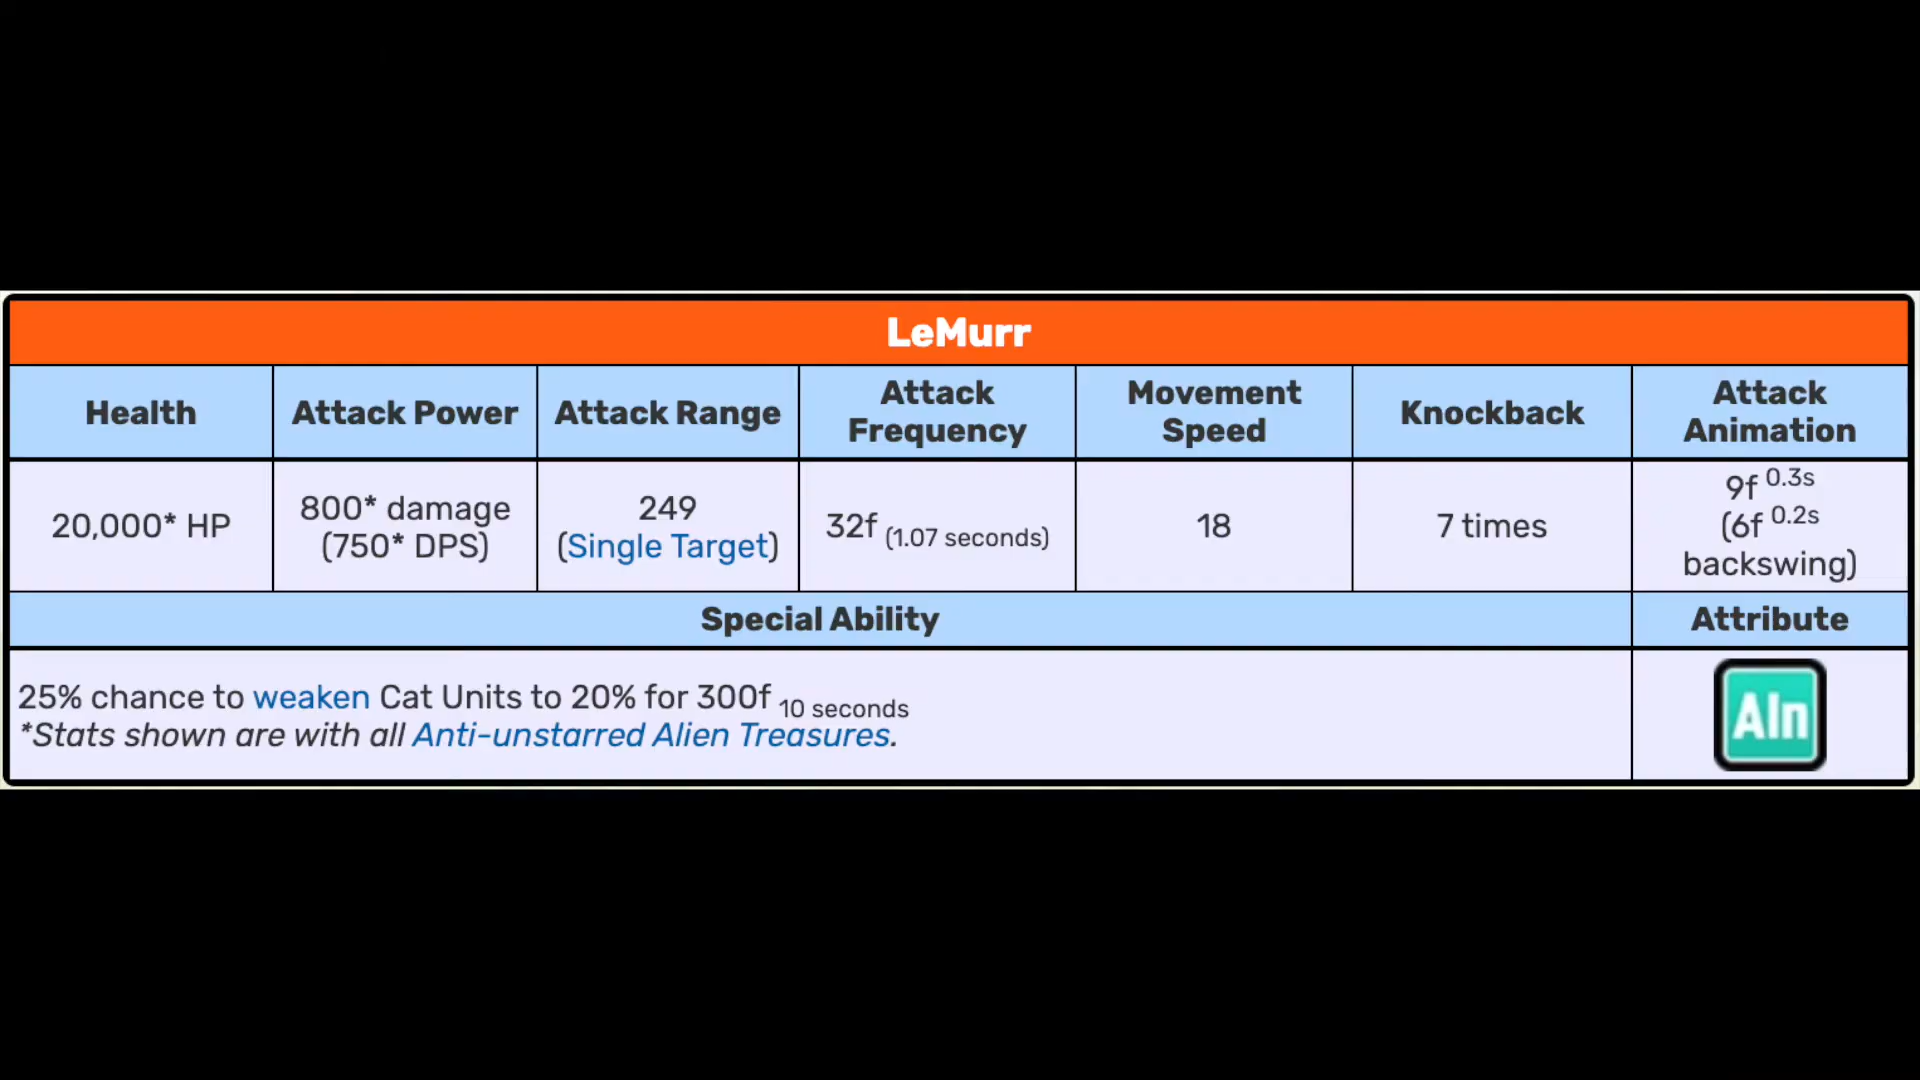 LeMurr
Health
Attack Power
Attack Range
Attack
Frequency
Movement
Speed
Knockback
Attack
Animation
20,000* HP
800* damage
(750* DPS)
249
(Single Target)
32f (1.07 seconds)
18
7 times
9f 0.3s
(6f 0.2s
backswing)
Special Ability
Attribute
25% chance to weaken Cat Units to 20% for 300f 10 seconds
*Stats shown are with all Anti-unstarred Alien Treasures.
Aln